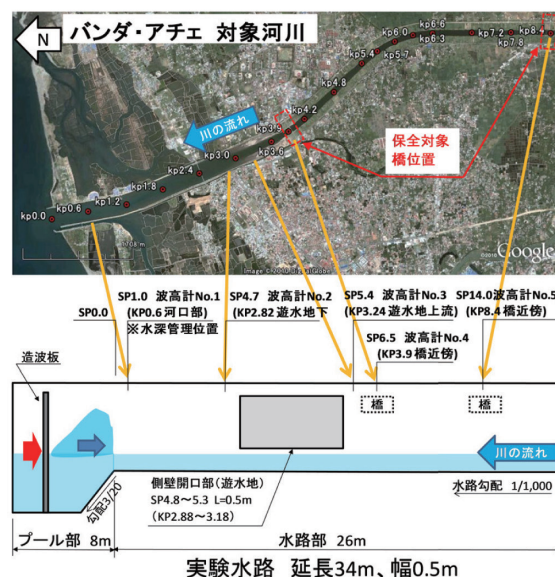 N
バンダ・アチェ 対象河川
kp6.0
kp6.6
kp6.3
kp7.2
kp7.8
kp8.4
kp5.4
kp5.7
kp4.8
川の流れ
kp4.2
kp3.9
kp3.6
kp3.0
kp2.4
kp1.8
kp1.2
kp0.6
kp0.0
保全対象
橋位置
Google
SP0.0
SP1.0 波高計No.1
(KP0.6 河口部)
※水深管理位置
SP4.7 波高計No.2
(KP2.82 遊水地下)
SP5.4 波高計No.3
(KP3.24 遊水地上流)
SP6.5 波高計No.4
(KP3.9 橋近傍)
SP14.0 波高計No.5
(KP8.4 橋近傍)
造波板
橋
橋
川の流れ
側壁開口部(遊水地)
SP4.8～5.3 L=0.5m
(KP2.88～3.18)
水路勾配 1/1,000
勾配3/20
プール部 8m
水路部 26m
実験水路 延長34m、幅0.5m